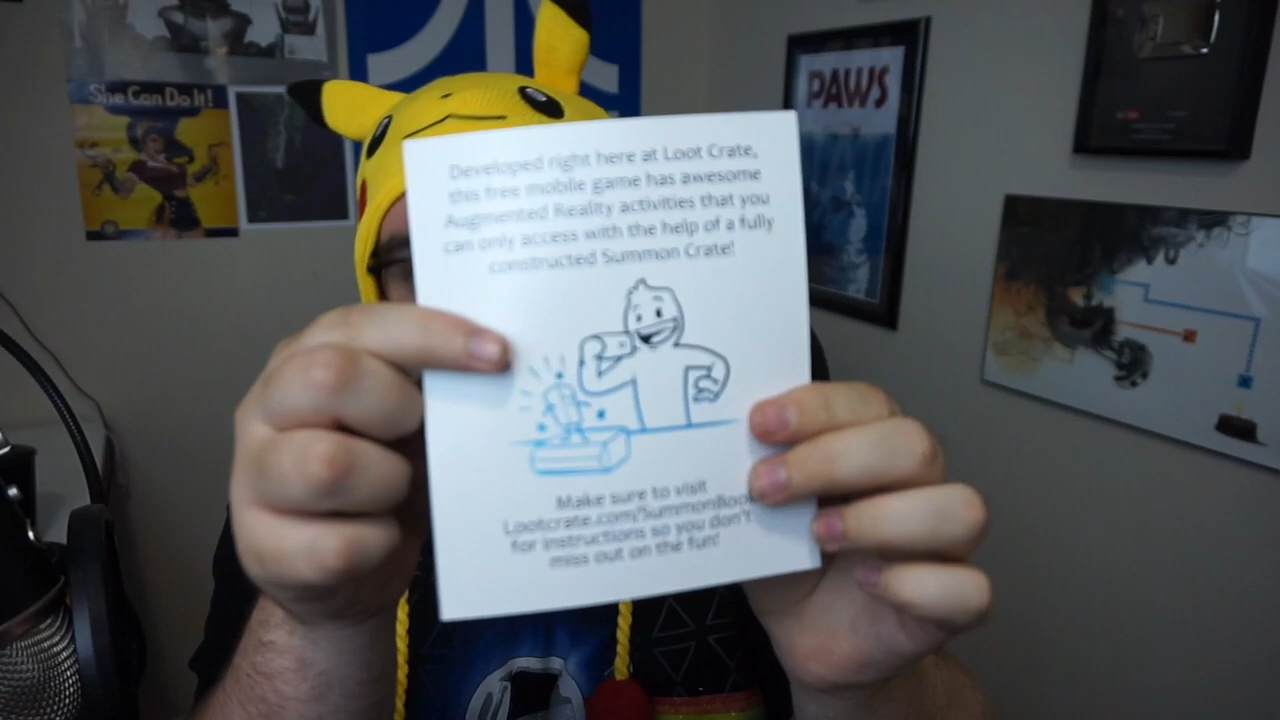 She Can Do It!
PAWS
Developed right here at Loot Crate,
this free mobile game has awesome
Augmented Reality activities that you
can only access with the help of a fully
constructed Summon Crate!
Make sure to visit
Lootcrate.com/SummonBook
for instructions so you don't
miss out on the fun!